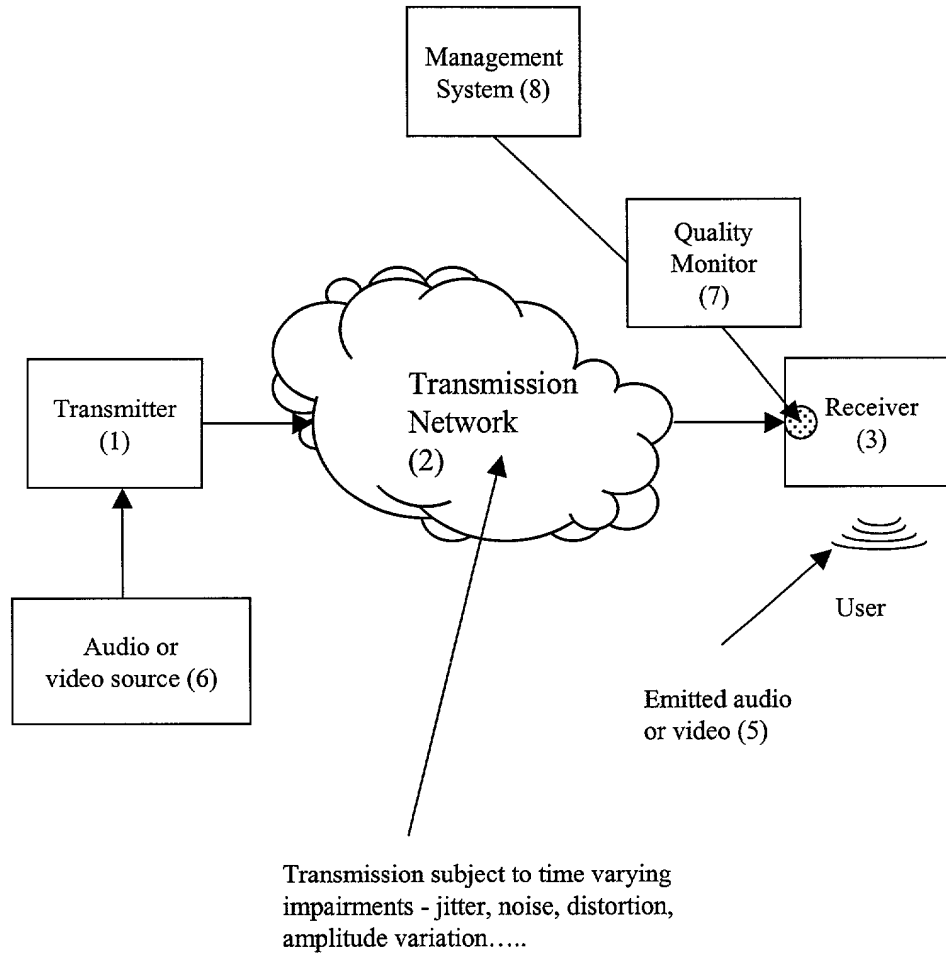 Management
System (8)
Quality
Monitor
(7)
Transmission
Network
(2)
Transmitter
(1)
Receiver
(3)
User
Audio or
video source (6)
Emitted audio
or video (5)
Transmission subject to time varying
impairments - jitter, noise, distortion,
amplitude variation…..